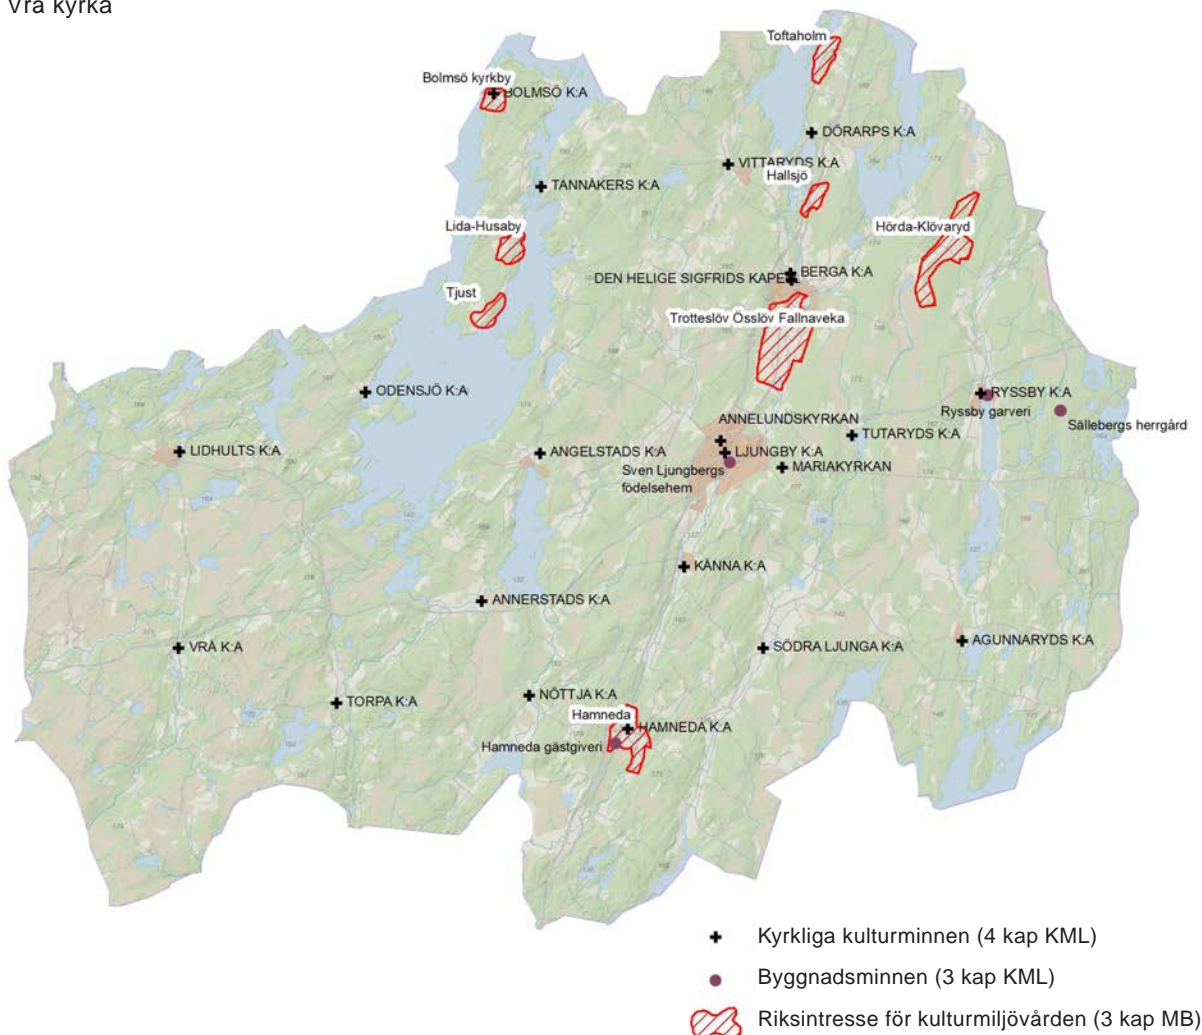 Vrå kyrka
Toftaholm
Bolmsö kyrkby
BOLMSÖ K:A
DÖRARPS K:A
VITTARYDS K:A
Hallsjö
TANNÅKERS K:A
Lida-Husaby
Hörda-Klövaryd
BERGA K:A
DEN HELIGE SIGFRIDS KAPELL
Tjust
Trotteslöv Össlöv Fallnaveka
ODENSJÖ K:A
RYSSBY K:A
Ryssby garveri
Sällebergs herrgård
ANNELUNDSKYRKAN
TUTARYDS K:A
LIDHULTS K:A
ANGELSTADS K:A
LJUNGBY K:A
Sven Ljungbergs
födelsehem
MARIAKYRKAN
KÅNNA K:A
ANNERSTADS K:A
VRÅ K:A
SÖDRA LJUNGA K:A
AGUNNARYDS K:A
TORPA K:A
NÖTTJA K:A
Hamneda
HAMNEDA K:A
Hamneda gästgiveri
Kyrkliga kulturminnen (4 kap KML)
Byggnadsminnen (3 kap KML)
Riksintresse för kulturmiljövården (3 kap MB)